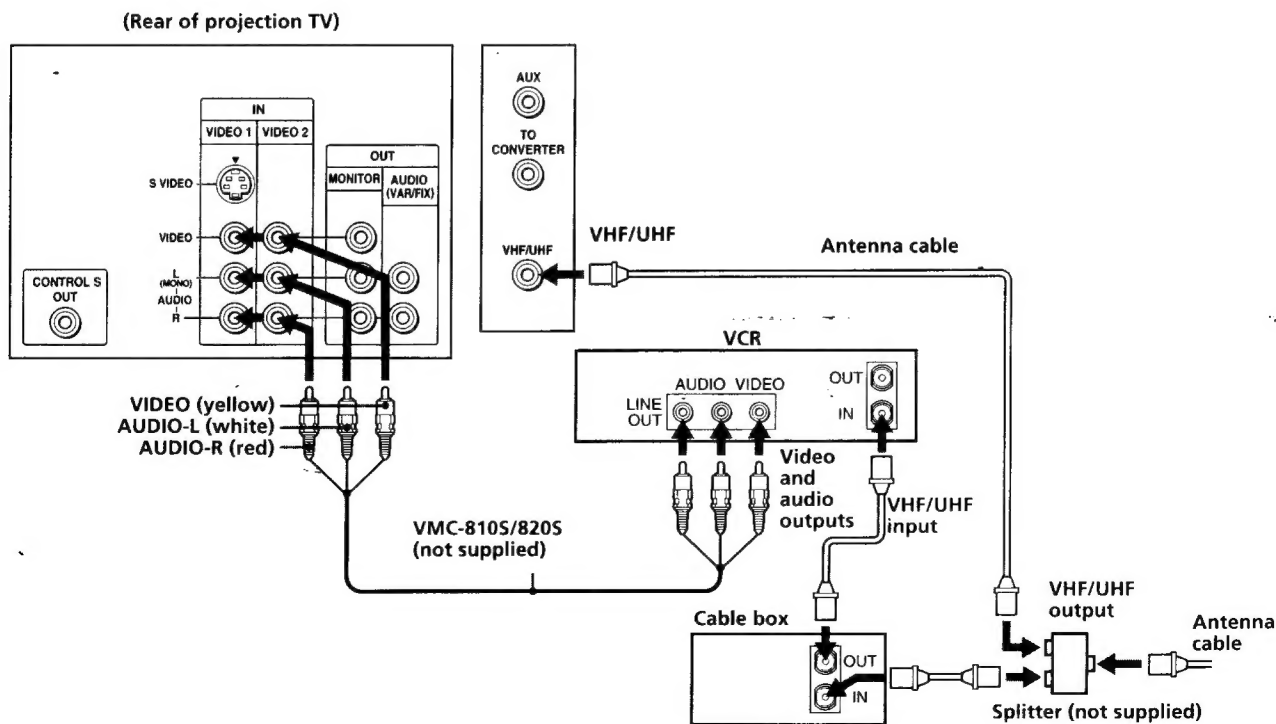 (Rear of projection TV)
IN
VIDEO 1
VIDEO 2
S VIDEO
VIDEO
L
(MONO)
AUDIO
R
OUT
MONITOR
AUDIO
(VAR/FIX)
CONTROL S
OUT
AUX
TO
CONVERTER
VHF/UHF
VHF/UHF
Antenna cable
VIDEO (yellow)
AUDIO-L (white)
AUDIO-R (red)
VMC-810S/820S
(not supplied)
VCR
AUDIO VIDEO
LINE
OUT
OUT
IN
Video
and
audio
outputs
VHF/UHF
input
Cable box
OUT
IN
VHF/UHF
output
Antenna
cable
Splitter (not supplied)